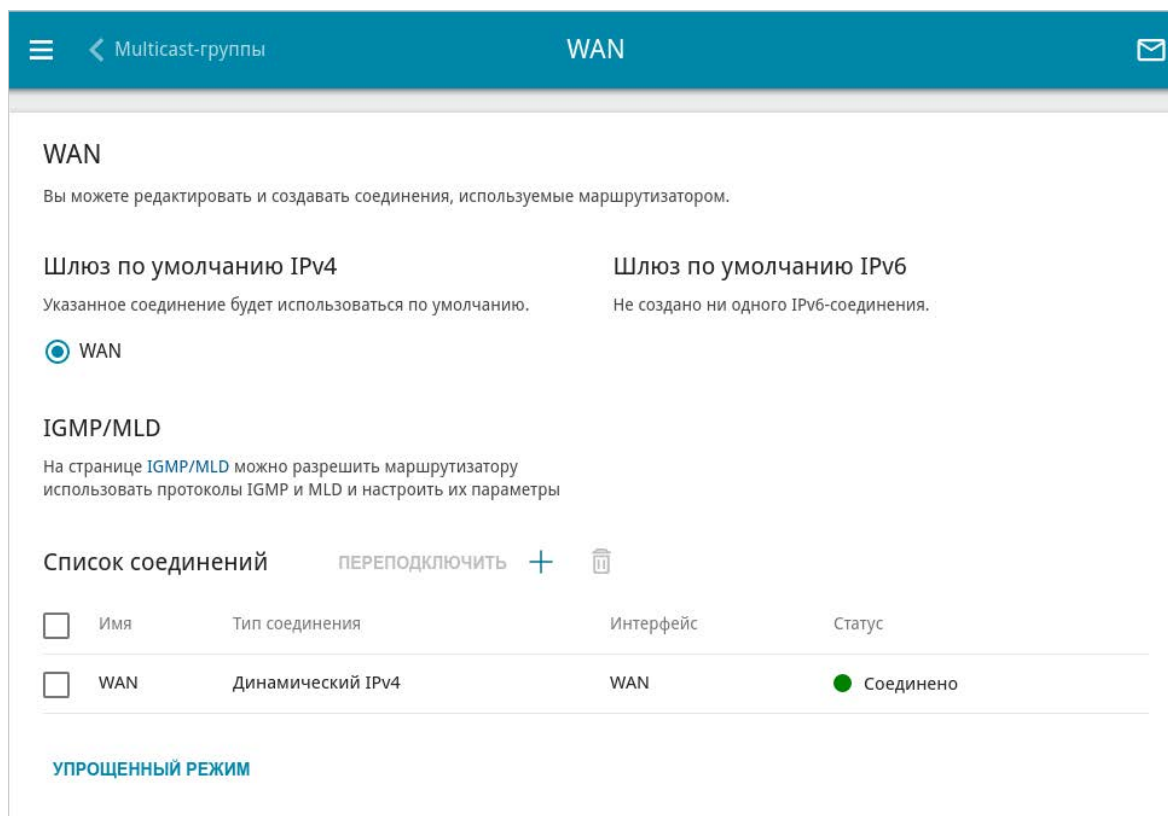 Multicast-группы
WAN
WAN
Вы можете редактировать и создавать соединения, используемые маршрутизатором.
Шлюз по умолчанию IPv4
Указанное соединение будет использоваться по умолчанию.
WAN
Шлюз по умолчанию IPv6
Не создано ни одного IPv6-соединения.
IGMP/MLD
На странице IGMP/MLD можно разрешить маршрутизатору
использовать протоколы IGMP и MLD и настроить их параметры
Список соединений ПЕРЕПОДКЛЮЧИТЬ
Имя Тип соединения Интерфейс Статус
WAN Динамический IPv4 WAN Соединено
УПРОЩЕННЫЙ РЕЖИМ